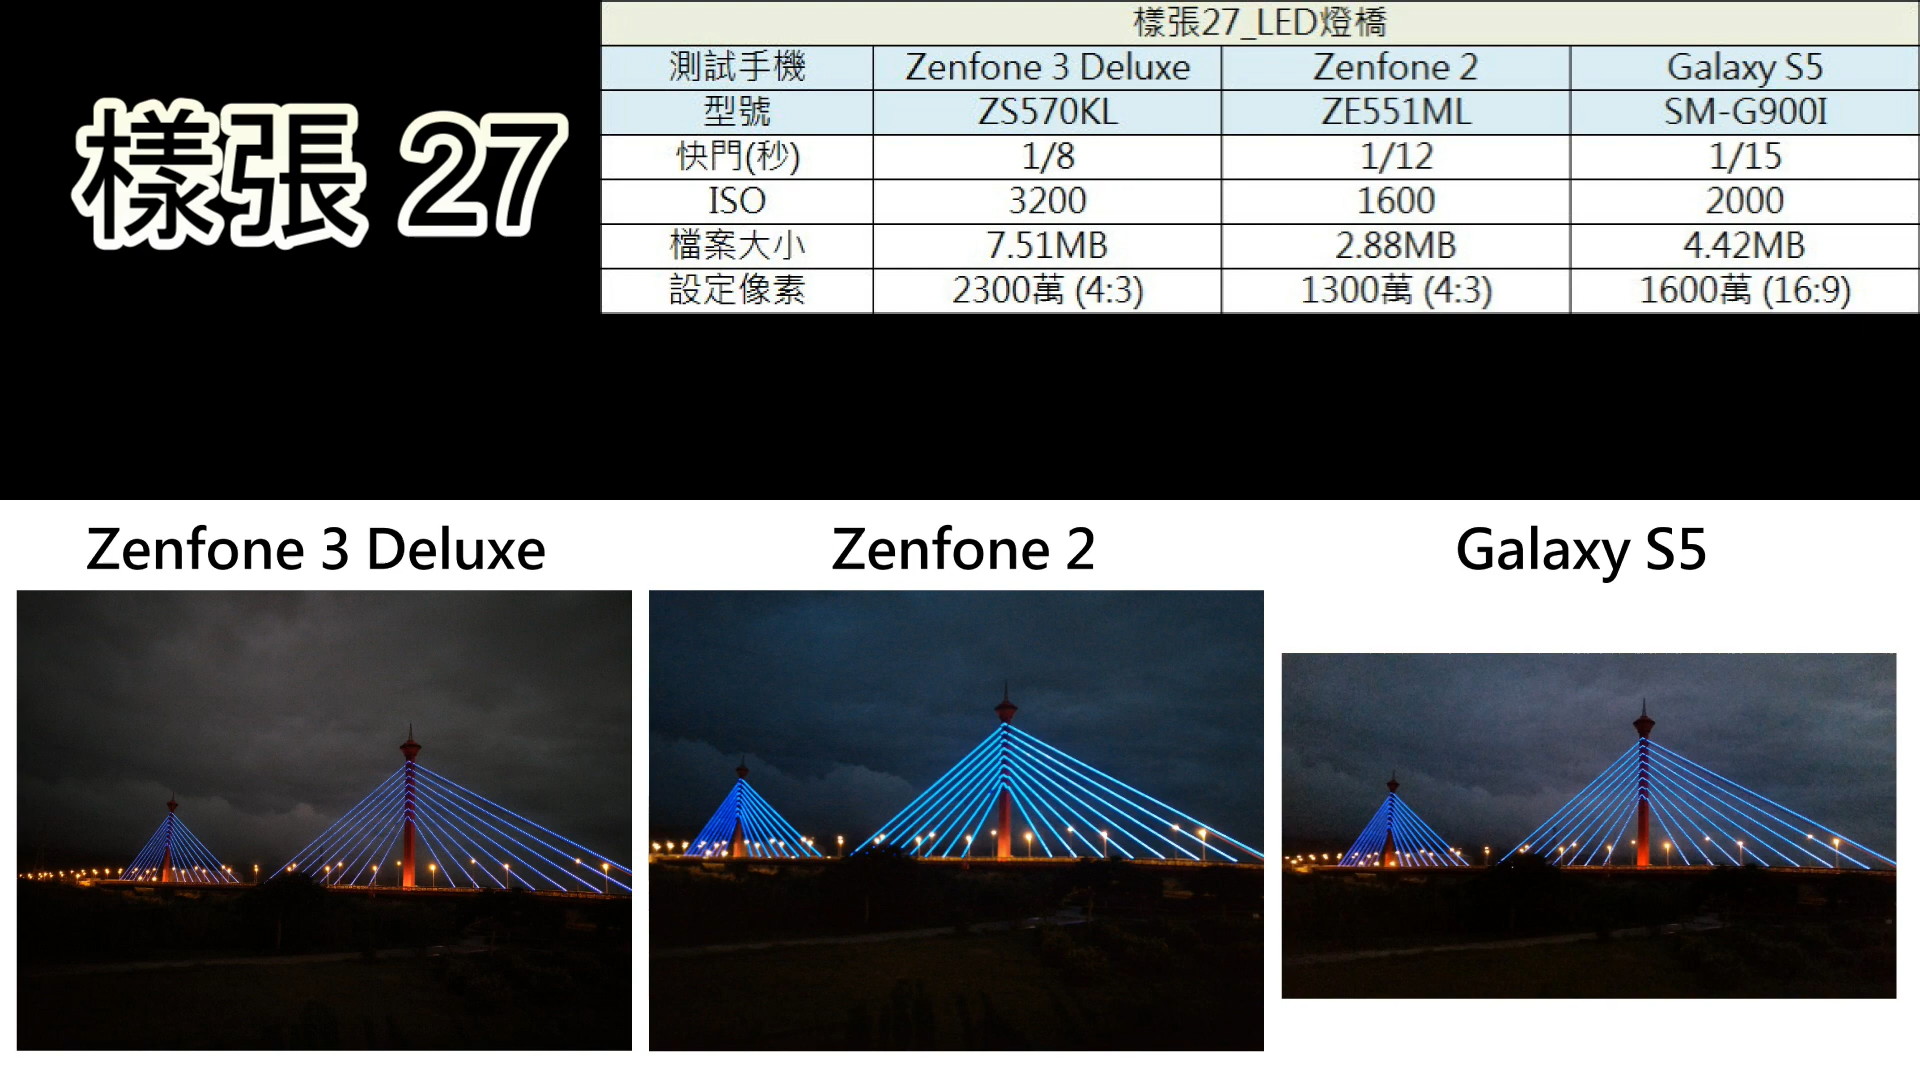 樣張 27
樣張27_LED燈橋
測試手機 Zenfone 3 Deluxe Zenfone 2 Galaxy S5
型號 ZS570KL ZE551ML SM-G900I
快門(秒) 1/8 1/12 1/15
ISO 3200 1600 2000
檔案大小 7.51MB 2.88MB 4.42MB
設定像素 2300萬 (4:3) 1300萬 (4:3) 1600萬 (16:9)
Zenfone 3 Deluxe Zenfone 2 Galaxy S5